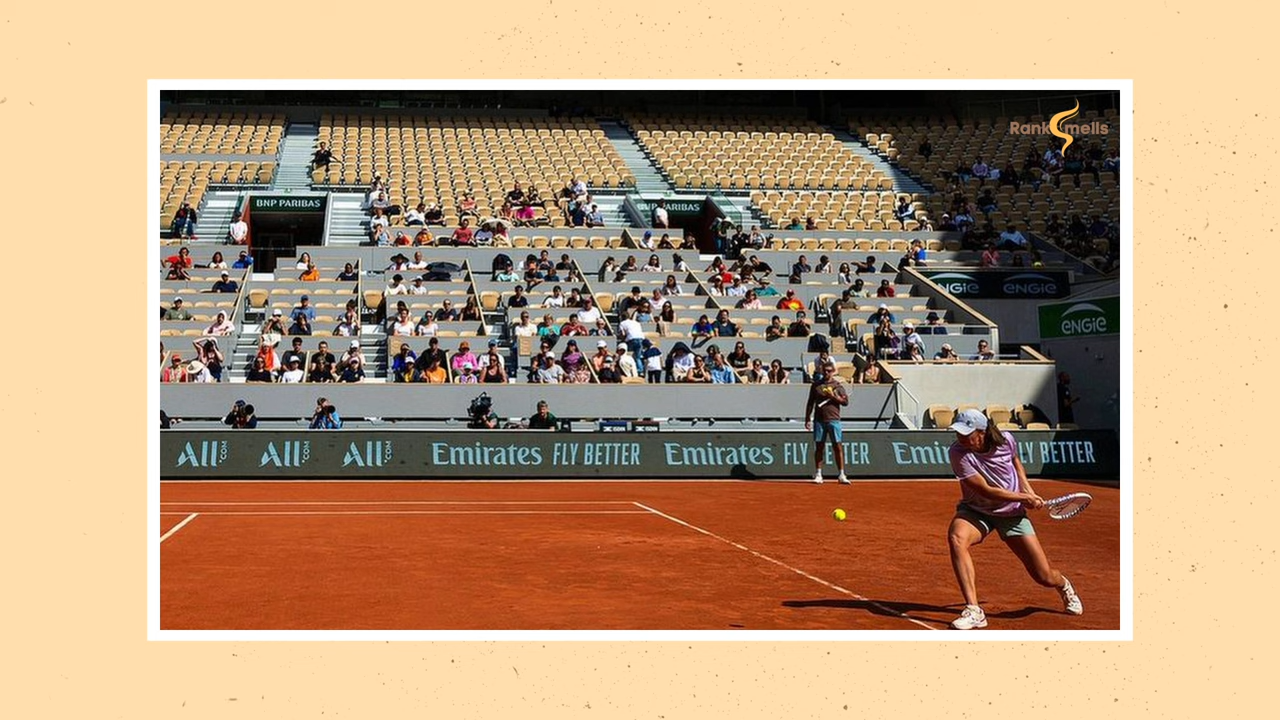 RankSmells
BNP PARIBAS
BNP PARIBAS
ENGIE
ENGIE
ENGIE
ALL.COM
ALL.COM
ALL.COM
Emirates FLY BETTER
Emirates FLY BETTER
Emirates FLY BETTER